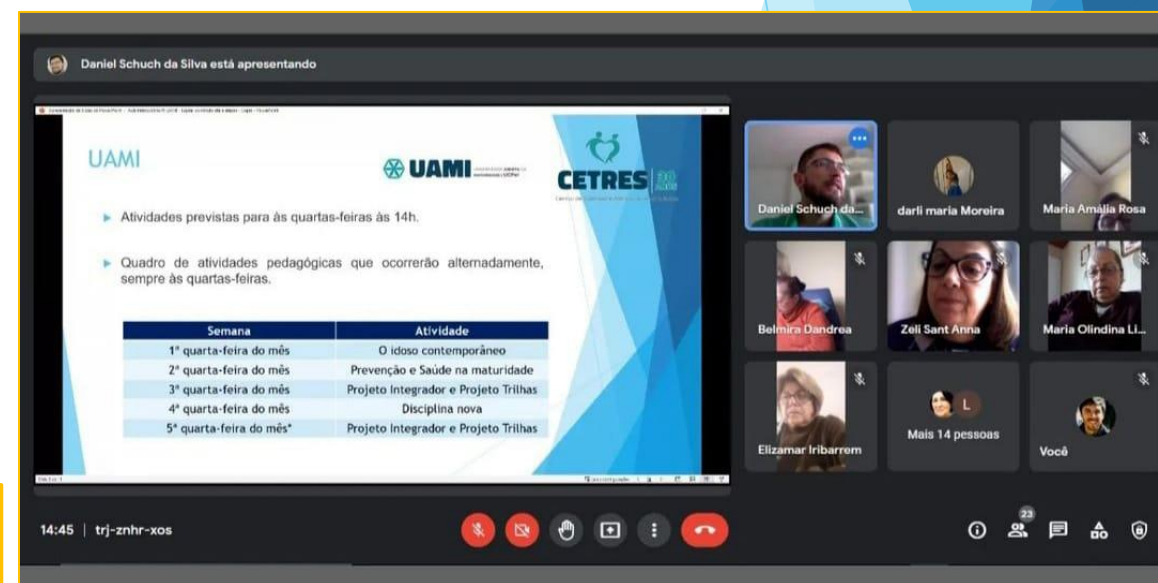 Daniel Schuch da Silva está apresentando
UAMI
UAMI
CETRES 30 ANOS
Atividades previstas para às quartas-feiras às 14h.
Quadro de atividades pedagógicas que ocorrerão alternadamente,
sempre às quartas-feiras.
Semana Atividade
1ª quarta-feira do mês O idoso contemporâneo
2ª quarta-feira do mês Prevenção e Saúde na maturidade
3ª quarta-feira do mês Projeto Integrador e Projeto Trilhas
4ª quarta-feira do mês Disciplina nova
5ª quarta-feira do mês* Projeto Integrador e Projeto Trilhas
Daniel Schuch da...
darli maria Moreira
Maria Amália Rosa
Belmira Dandrea
Zeli Sant Anna
Maria Olindina Li...
Elizamar Iribarrem
L
Mais 14 pessoas
Você
14:45 | trj-znhr-xos
23